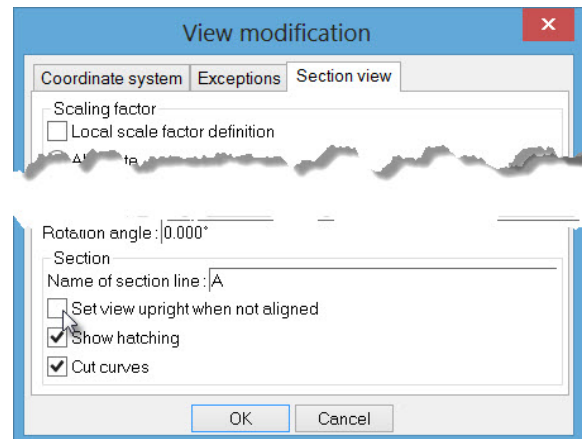 View modification
Coordinate system Exceptions Section view
Scaling factor
Local scale factor definition
Rotation angle: 0.000°
Section
Name of section line: A
Set view upright when not aligned
Show hatching
Cut curves
OK Cancel